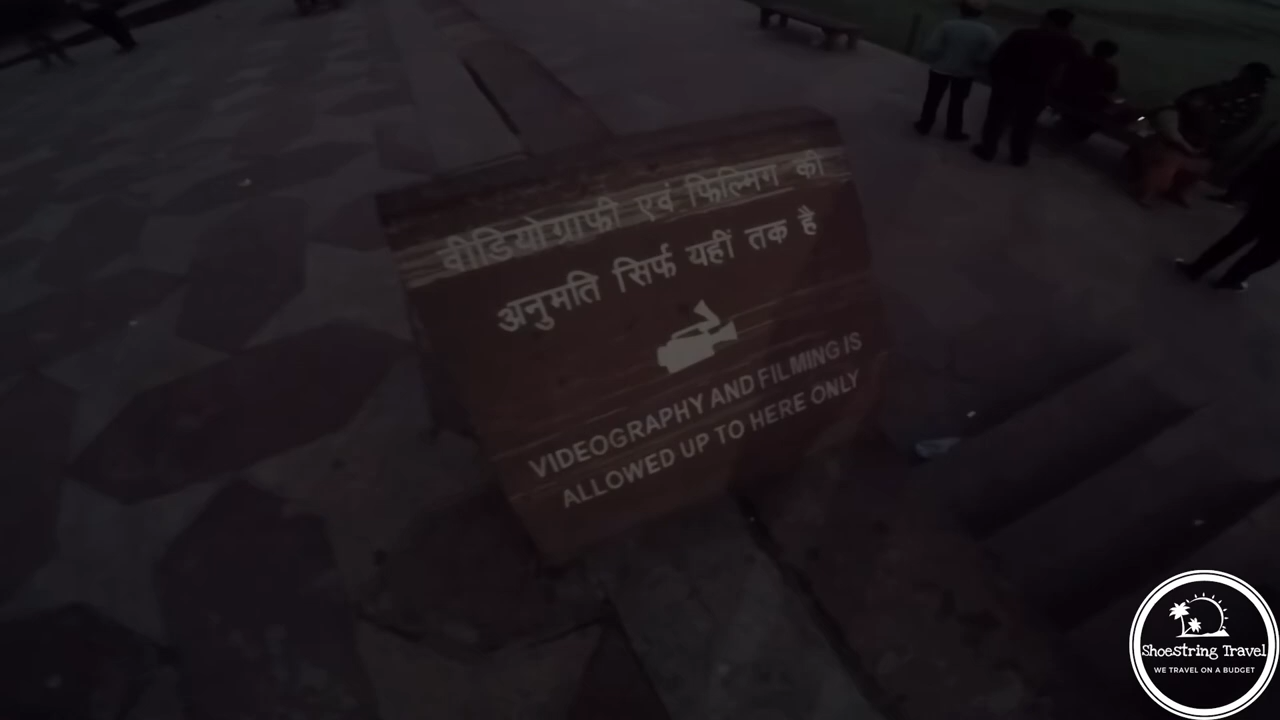 वीडियोग्राफी एवं फिल्मिग की
अनुमति सिर्फ यहीं तक है
VIDEOGRAPHY AND FILMING IS
ALLOWED UP TO HERE ONLY
Shoestring Travel
WE TRAVEL ON A BUDGET